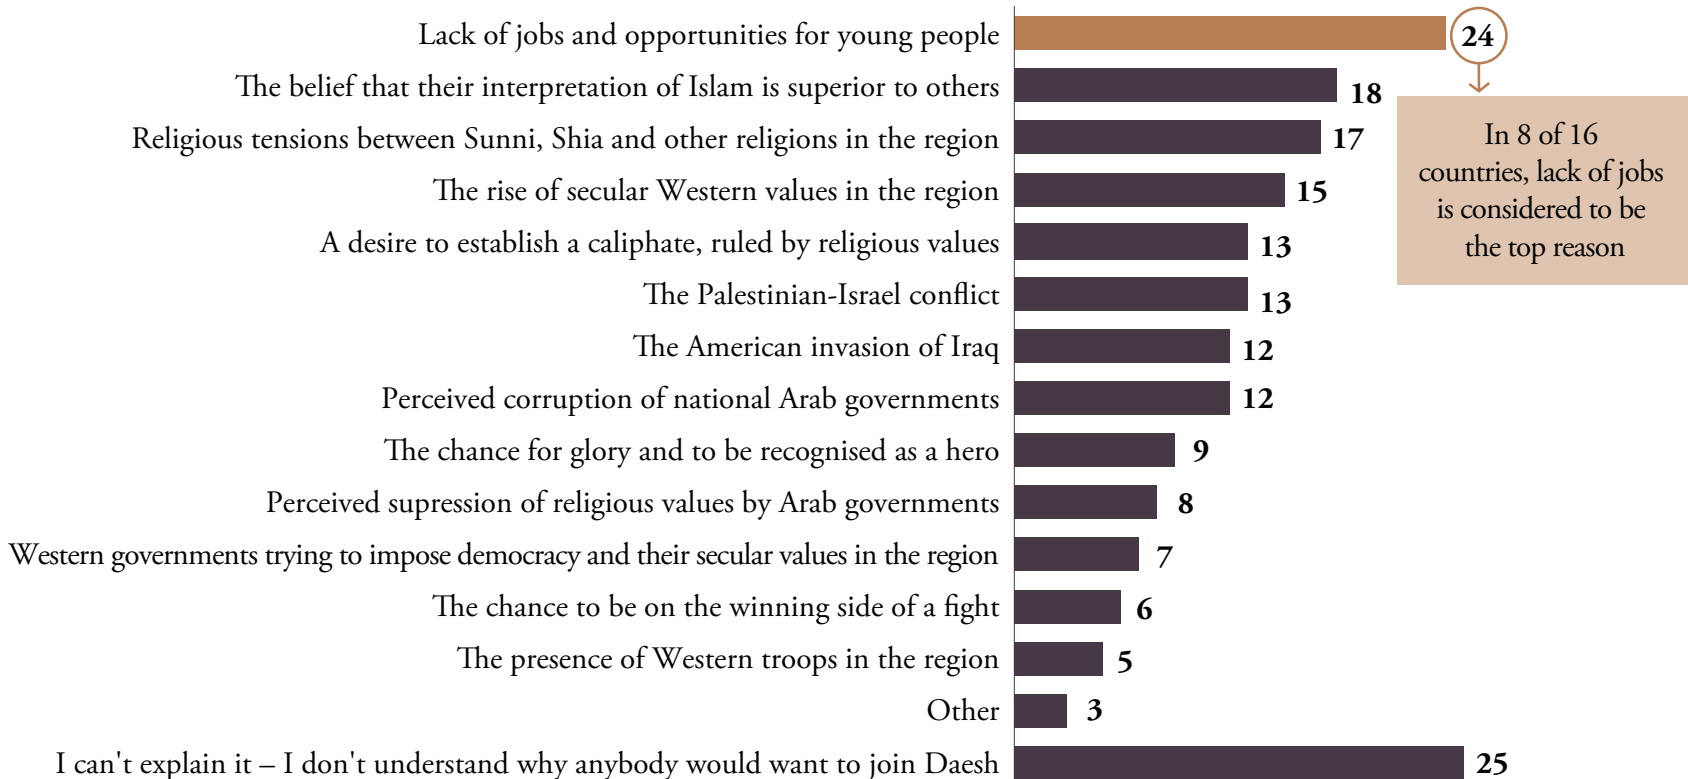 Lack of jobs and opportunities for young people 24
The belief that their interpretation of Islam is superior to others 18
Religious tensions between Sunni, Shia and other religions in the region 17
The rise of secular Western values in the region 15
A desire to establish a caliphate, ruled by religious values 13
The Palestinian-Israel conflict 13
The American invasion of Iraq 12
Perceived corruption of national Arab governments 12
The chance for glory and to be recognised as a hero 9
Perceived supression of religious values by Arab governments 8
Western governments trying to impose democracy and their secular values in the region 7
The chance to be on the winning side of a fight 6
The presence of Western troops in the region 5
Other 3
I can't explain it – I don't understand why anybody would want to join Daesh 25
In 8 of 16
countries, lack of jobs
is considered to be
the top reason